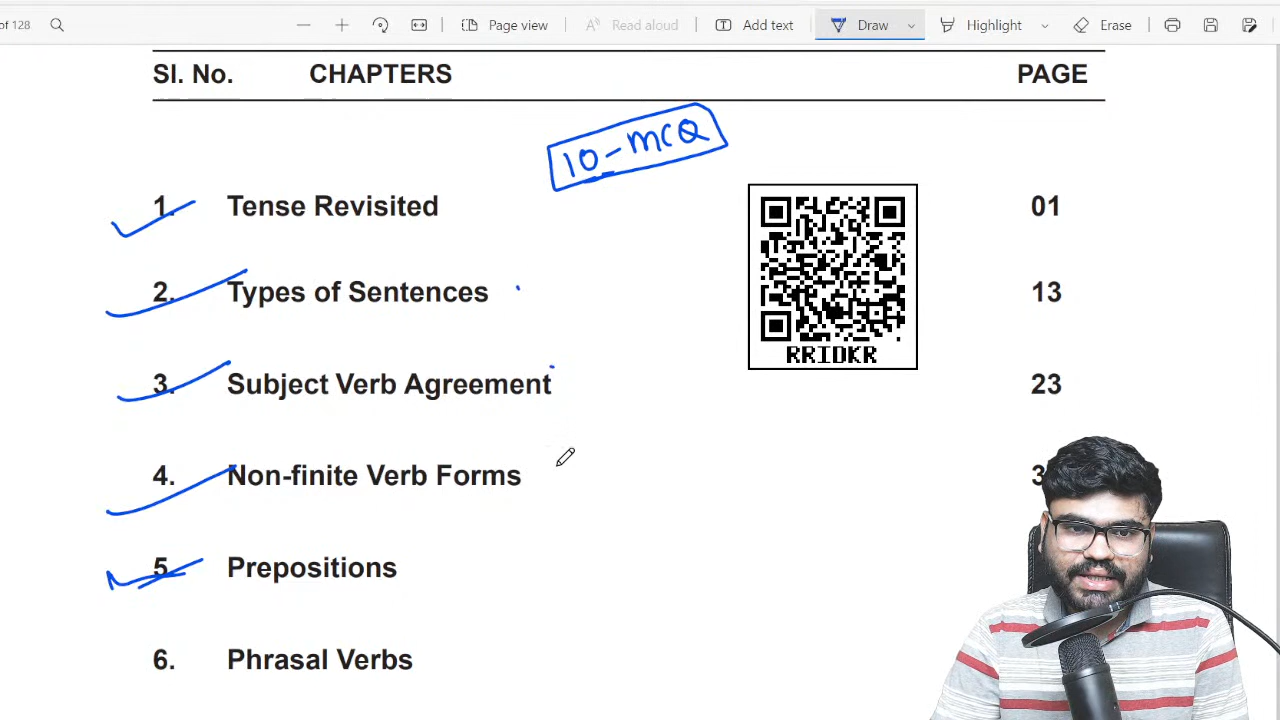 of 128
Page view
Read aloud
Add text
Draw
Highlight
Erase
Sl. No. CHAPTERS PAGE
10-MCQ
1. Tense Revisited 01
2. Types of Sentences 13
RRIDKR
3. Subject Verb Agreement 23
4. Non-finite Verb Forms 3
5. Prepositions
6. Phrasal Verbs